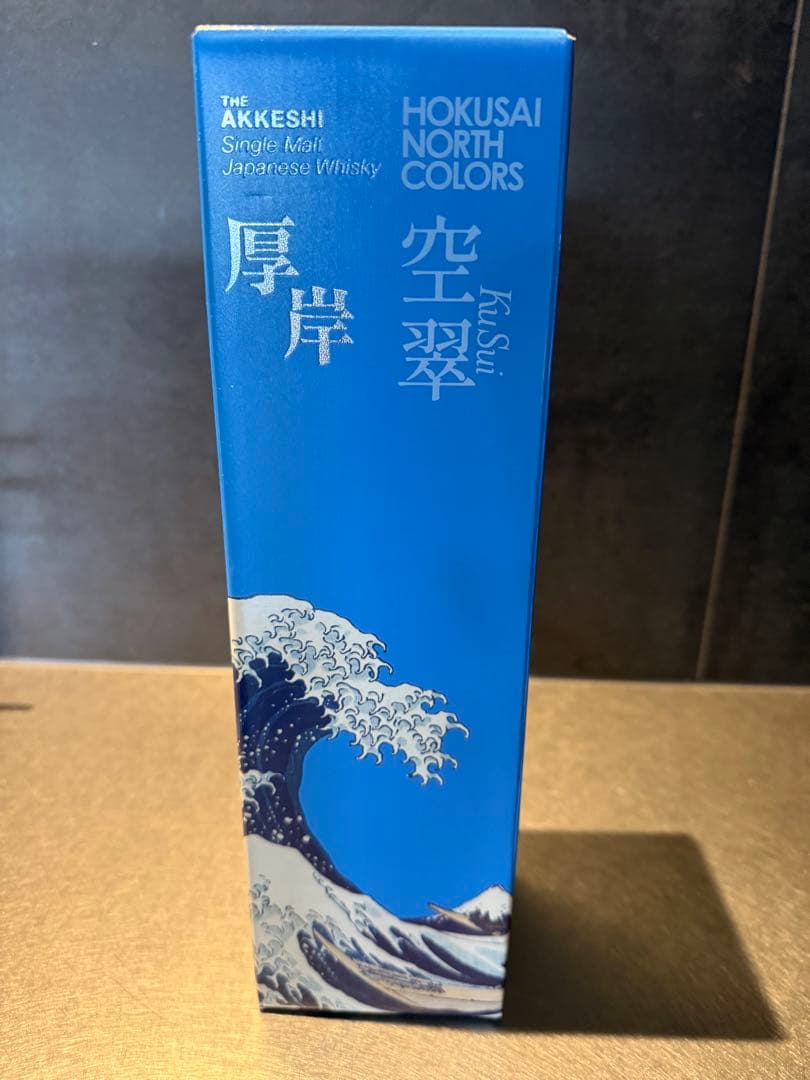 THE
AKKESHI
Single Malt
Japanese Whisky
厚岸
HOKUSAI
NORTH
COLORS
空翠
KuSui